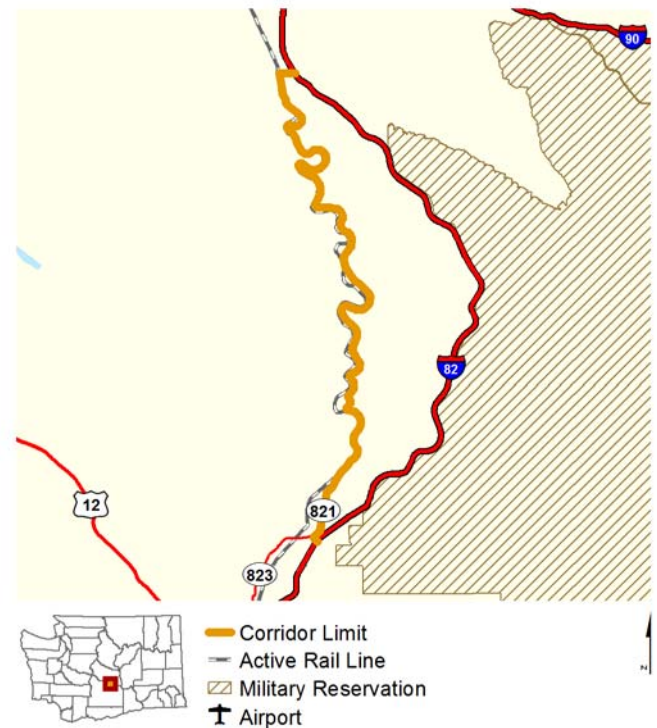 90
82
12
821
823
Corridor Limit
Active Rail Line
Military Reservation
Airport
N